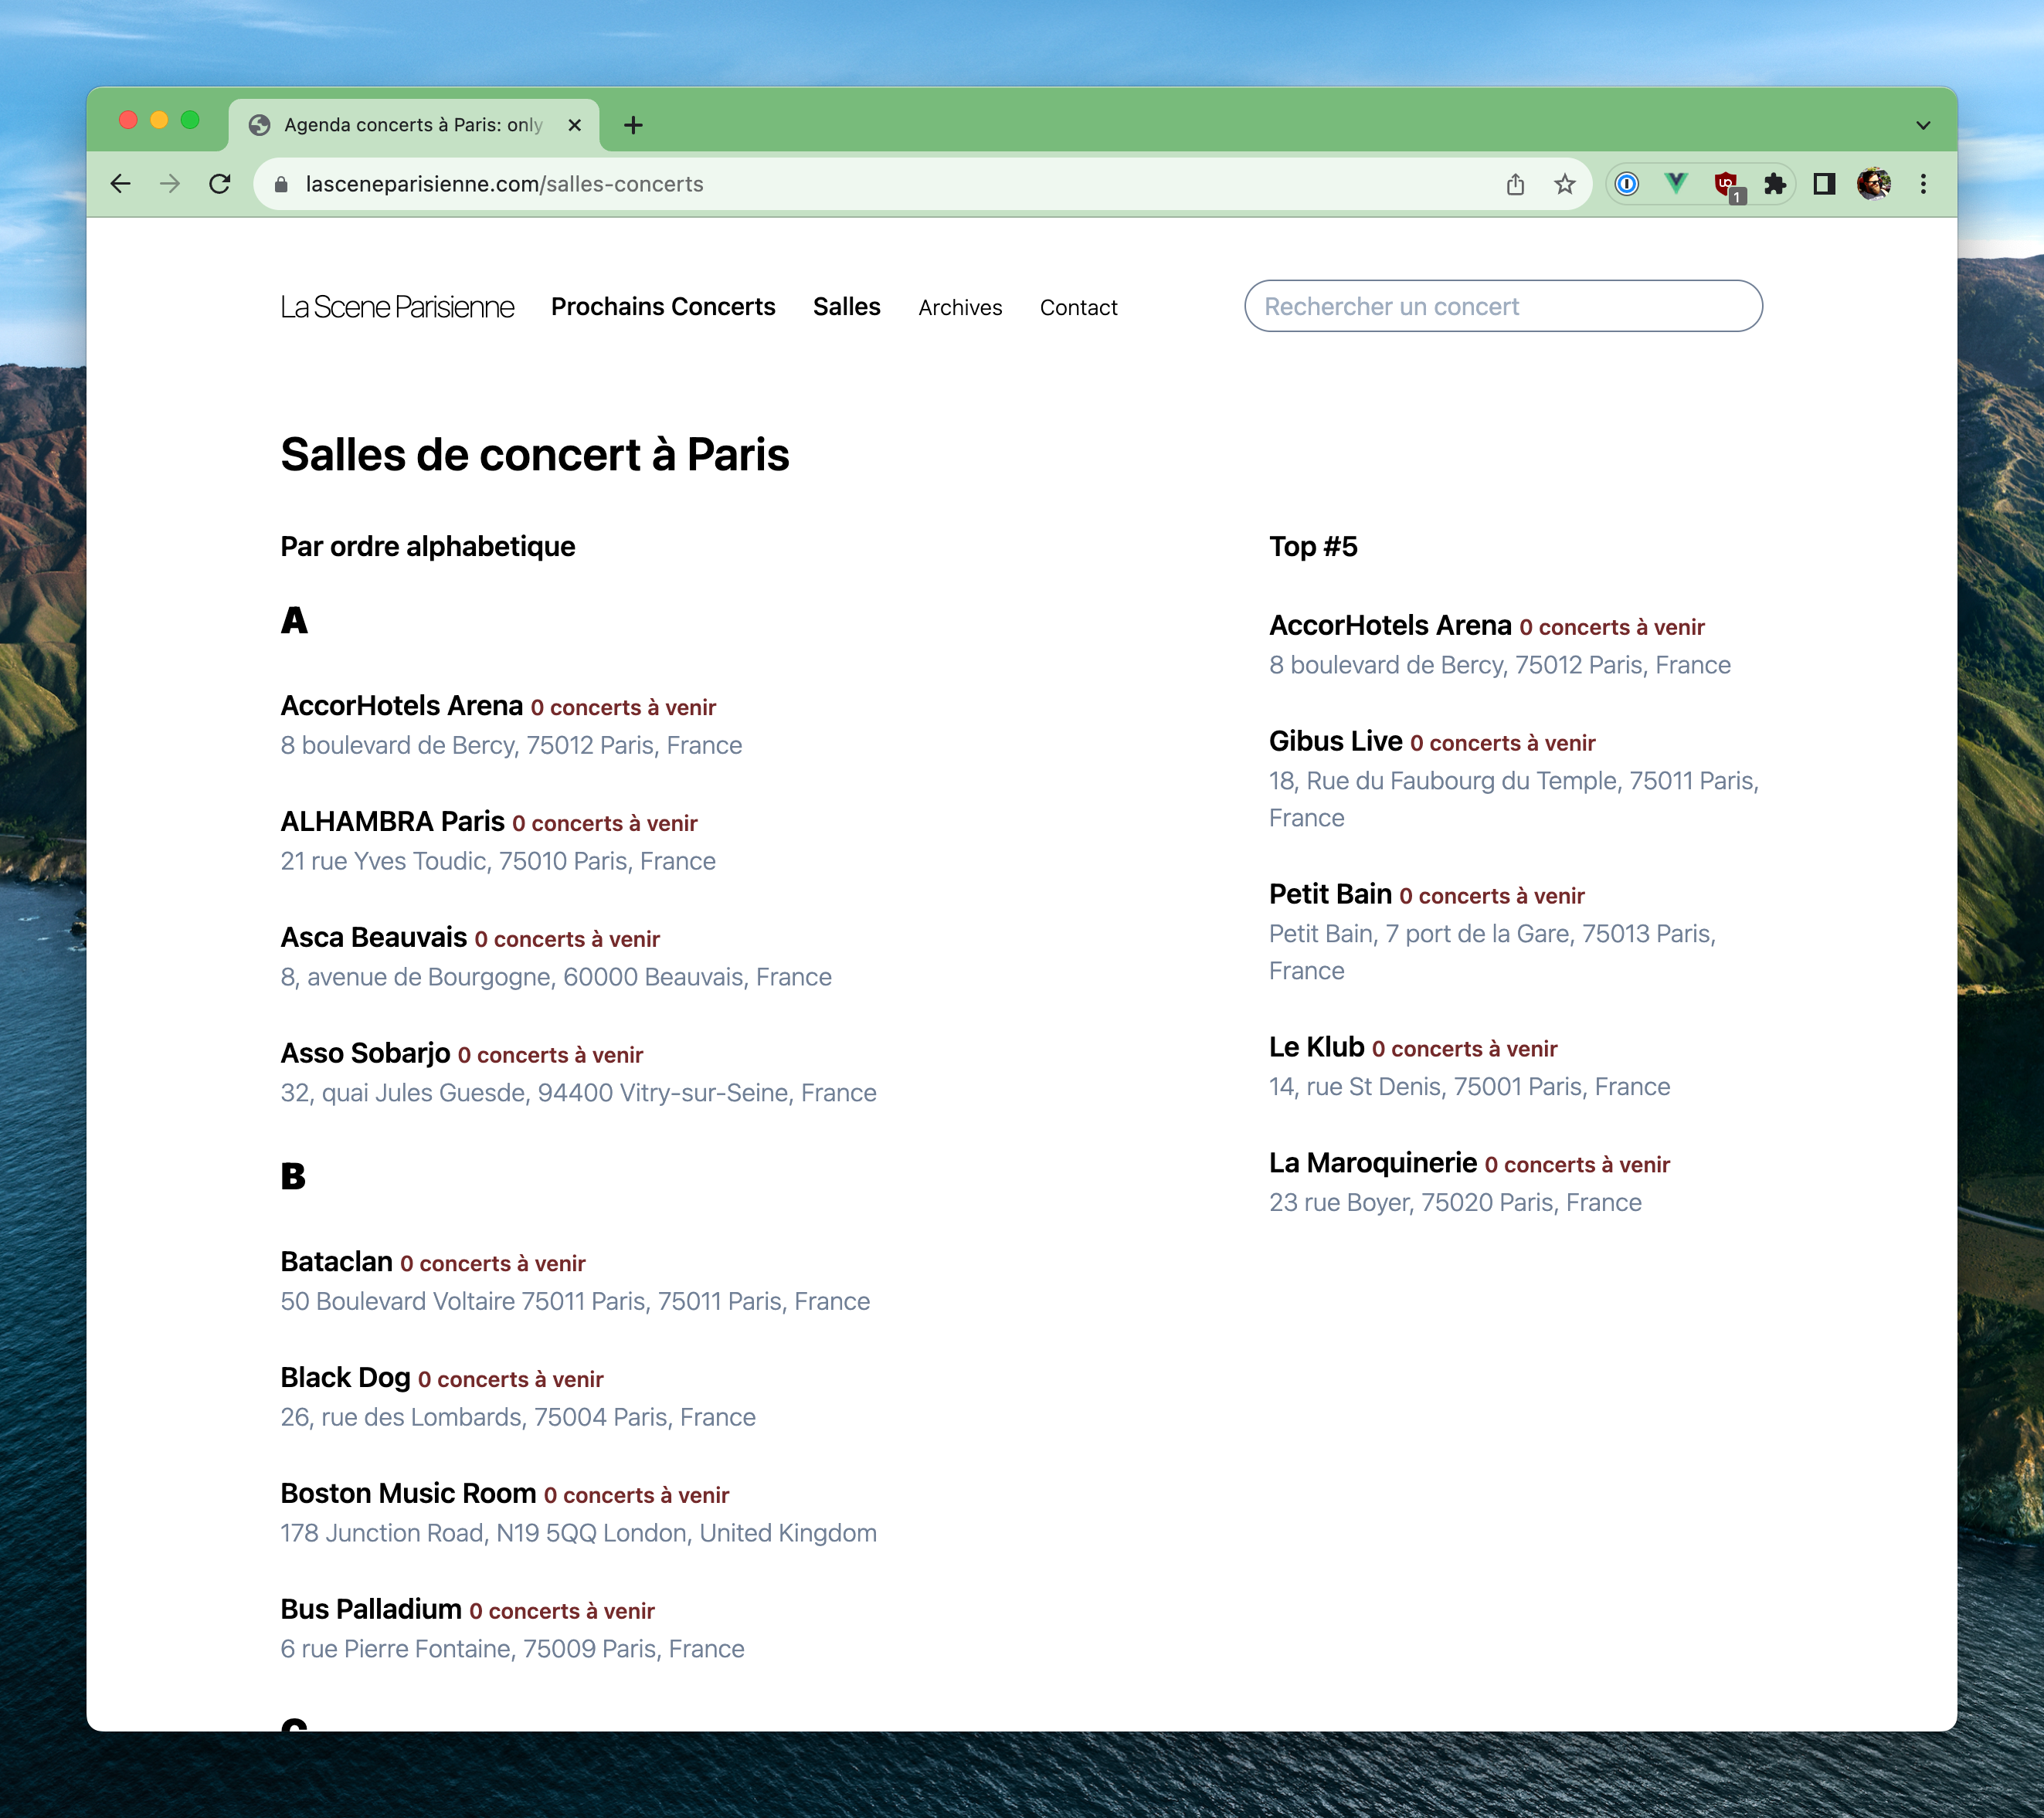 Agenda concerts à Paris: only
lasceneparisienne.com/salles-concerts
1
La Scene Parisienne Prochains Concerts Salles Archives Contact Rechercher un concert
Salles de concert à Paris
Par ordre alphabetique
A
AccorHotels Arena 0 concerts à venir
8 boulevard de Bercy, 75012 Paris, France
ALHAMBRA Paris 0 concerts à venir
21 rue Yves Toudic, 75010 Paris, France
Asca Beauvais 0 concerts à venir
8, avenue de Bourgogne, 60000 Beauvais, France
Asso Sobarjo 0 concerts à venir
32, quai Jules Guesde, 94400 Vitry-sur-Seine, France
B
Bataclan 0 concerts à venir
50 Boulevard Voltaire 75011 Paris, 75011 Paris, France
Black Dog 0 concerts à venir
26, rue des Lombards, 75004 Paris, France
Boston Music Room 0 concerts à venir
178 Junction Road, N19 5QQ London, United Kingdom
Bus Palladium 0 concerts à venir
6 rue Pierre Fontaine, 75009 Paris, France
C
Top #5
AccorHotels Arena 0 concerts à venir
8 boulevard de Bercy, 75012 Paris, France
Gibus Live 0 concerts à venir
18, Rue du Faubourg du Temple, 75011 Paris,
France
Petit Bain 0 concerts à venir
Petit Bain, 7 port de la Gare, 75013 Paris,
France
Le Klub 0 concerts à venir
14, rue St Denis, 75001 Paris, France
La Maroquinerie 0 concerts à venir
23 rue Boyer, 75020 Paris, France